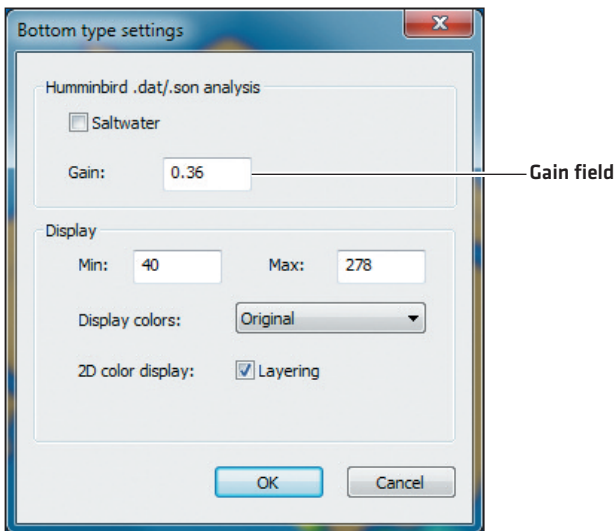 Bottom type settings
Humminbird .dat/.son analysis
Saltwater
Gain: 0.36
Gain field
Display
Min: 40 Max: 278
Display colors: Original
2D color display: Layering
OK Cancel